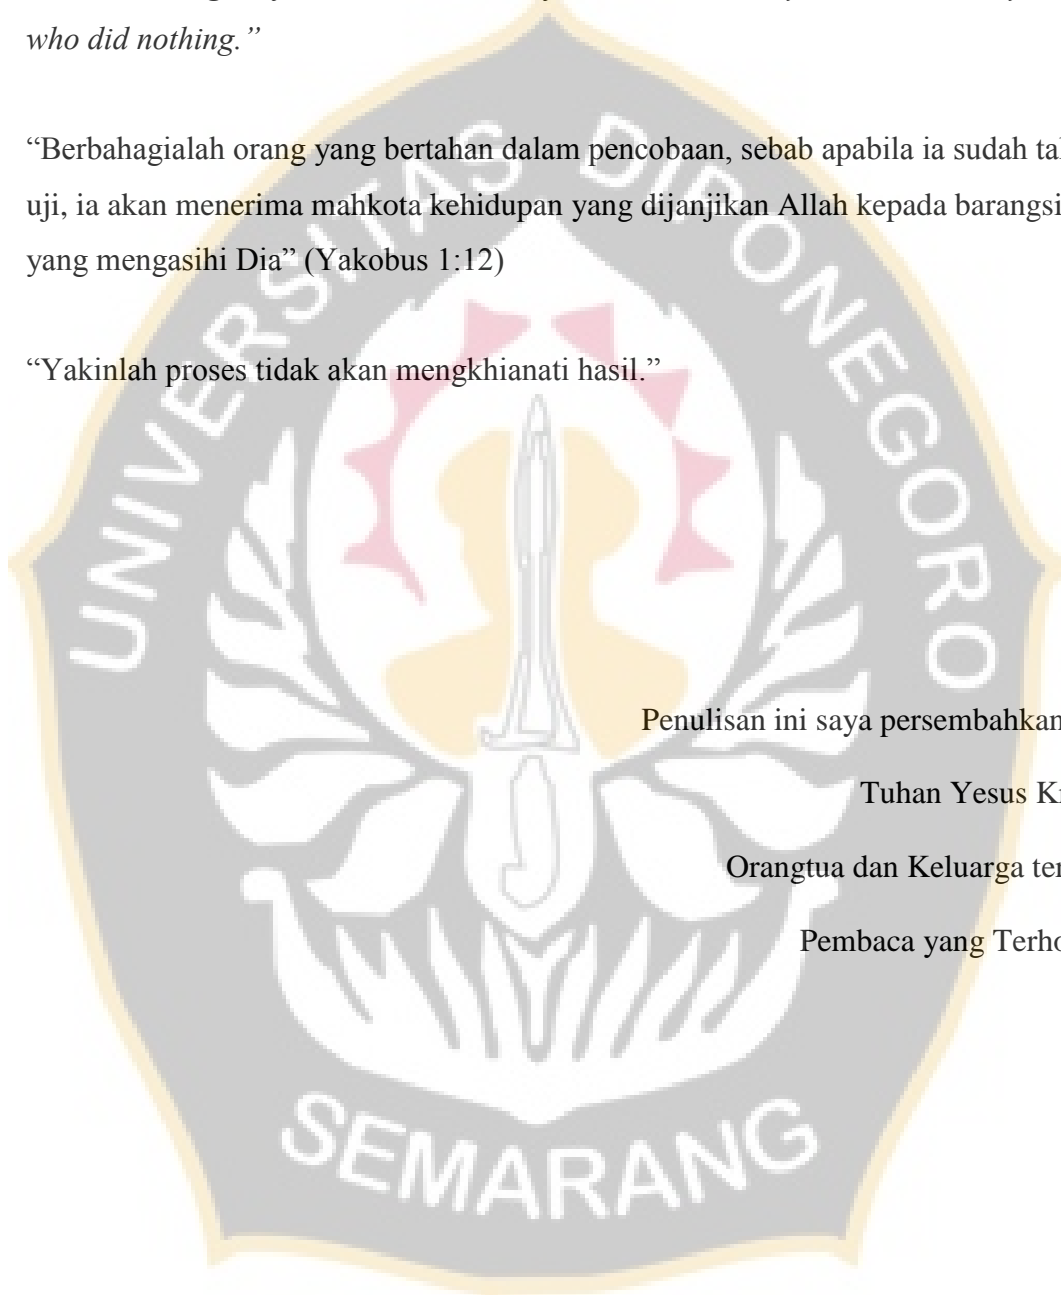 who did nothing.”
“Berbahagialah orang yang bertahan dalam pencobaan, sebab apabila ia sudah ta
uji, ia akan menerima mahkota kehidupan yang dijanjikan Allah kepada barangsi
yang mengasihi Dia” (Yakobus 1:12)
“Yakinlah proses tidak akan mengkhianati hasil.”
Penulisan ini saya persembahkan
Tuhan Yesus K
Orangtua dan Keluarga te
Pembaca yang Terho
UNIVERSITAS DIPONEGORO
SEMARANG